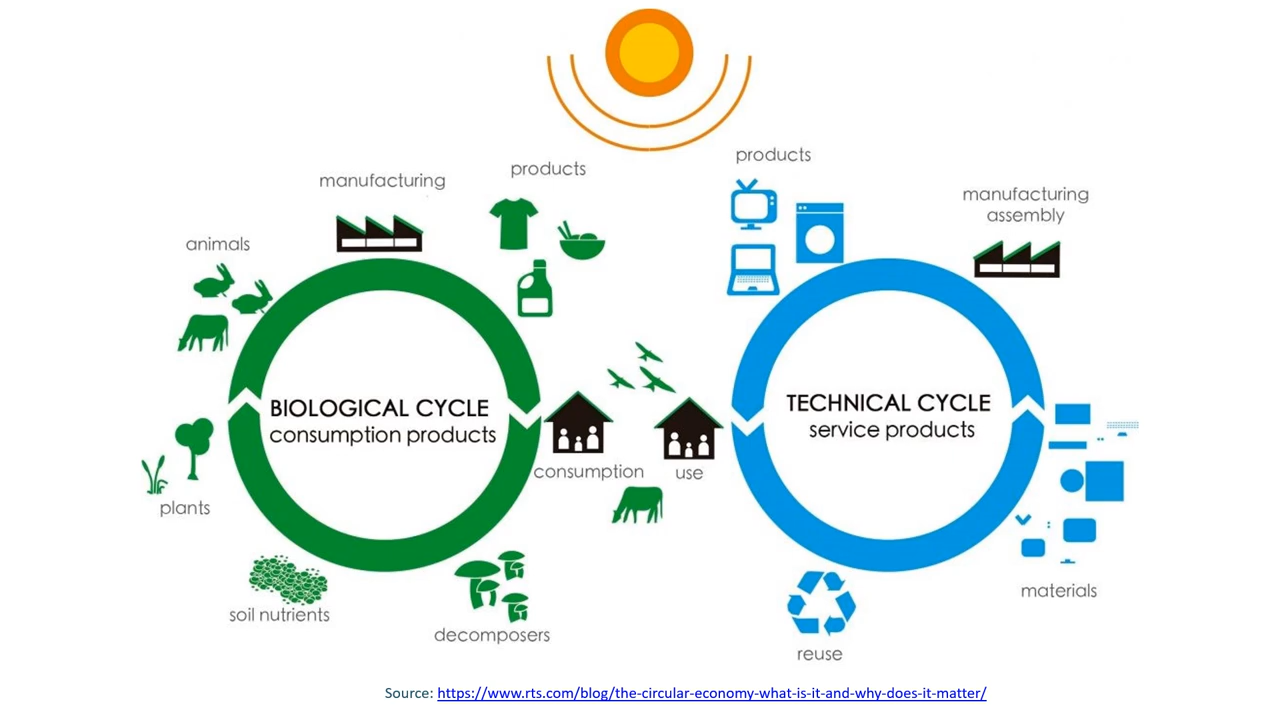 products
products
manufacturing
manufacturing
assembly
animals
BIOLOGICAL CYCLE
consumption products
TECHNICAL CYCLE
service products
consumption
use
plants
materials
soil nutrients
decomposers
reuse
Source: https://www.rts.com/blog/the-circular-economy-what-is-it-and-why-does-it-matter/